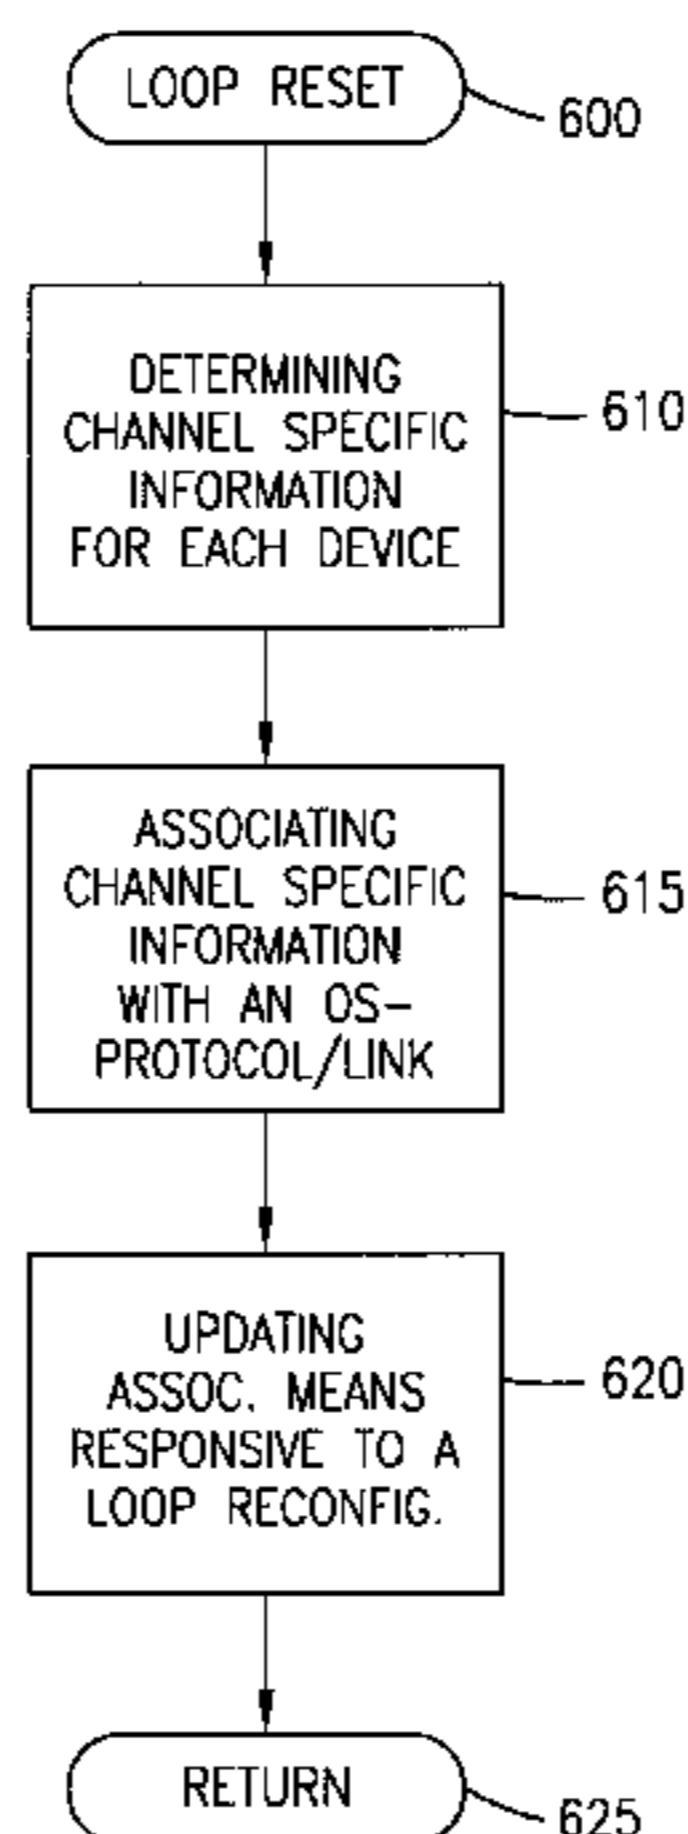 LOOP RESET
600
DETERMINING
CHANNEL SPECIFIC
INFORMATION
FOR EACH DEVICE
610
ASSOCIATING
CHANNEL SPECIFIC
INFORMATION
WITH AN OS-
PROTOCOL/LINK
615
UPDATING
ASSOC. MEANS
RESPONSIVE TO A
LOOP RECONFIG.
620
RETURN
625